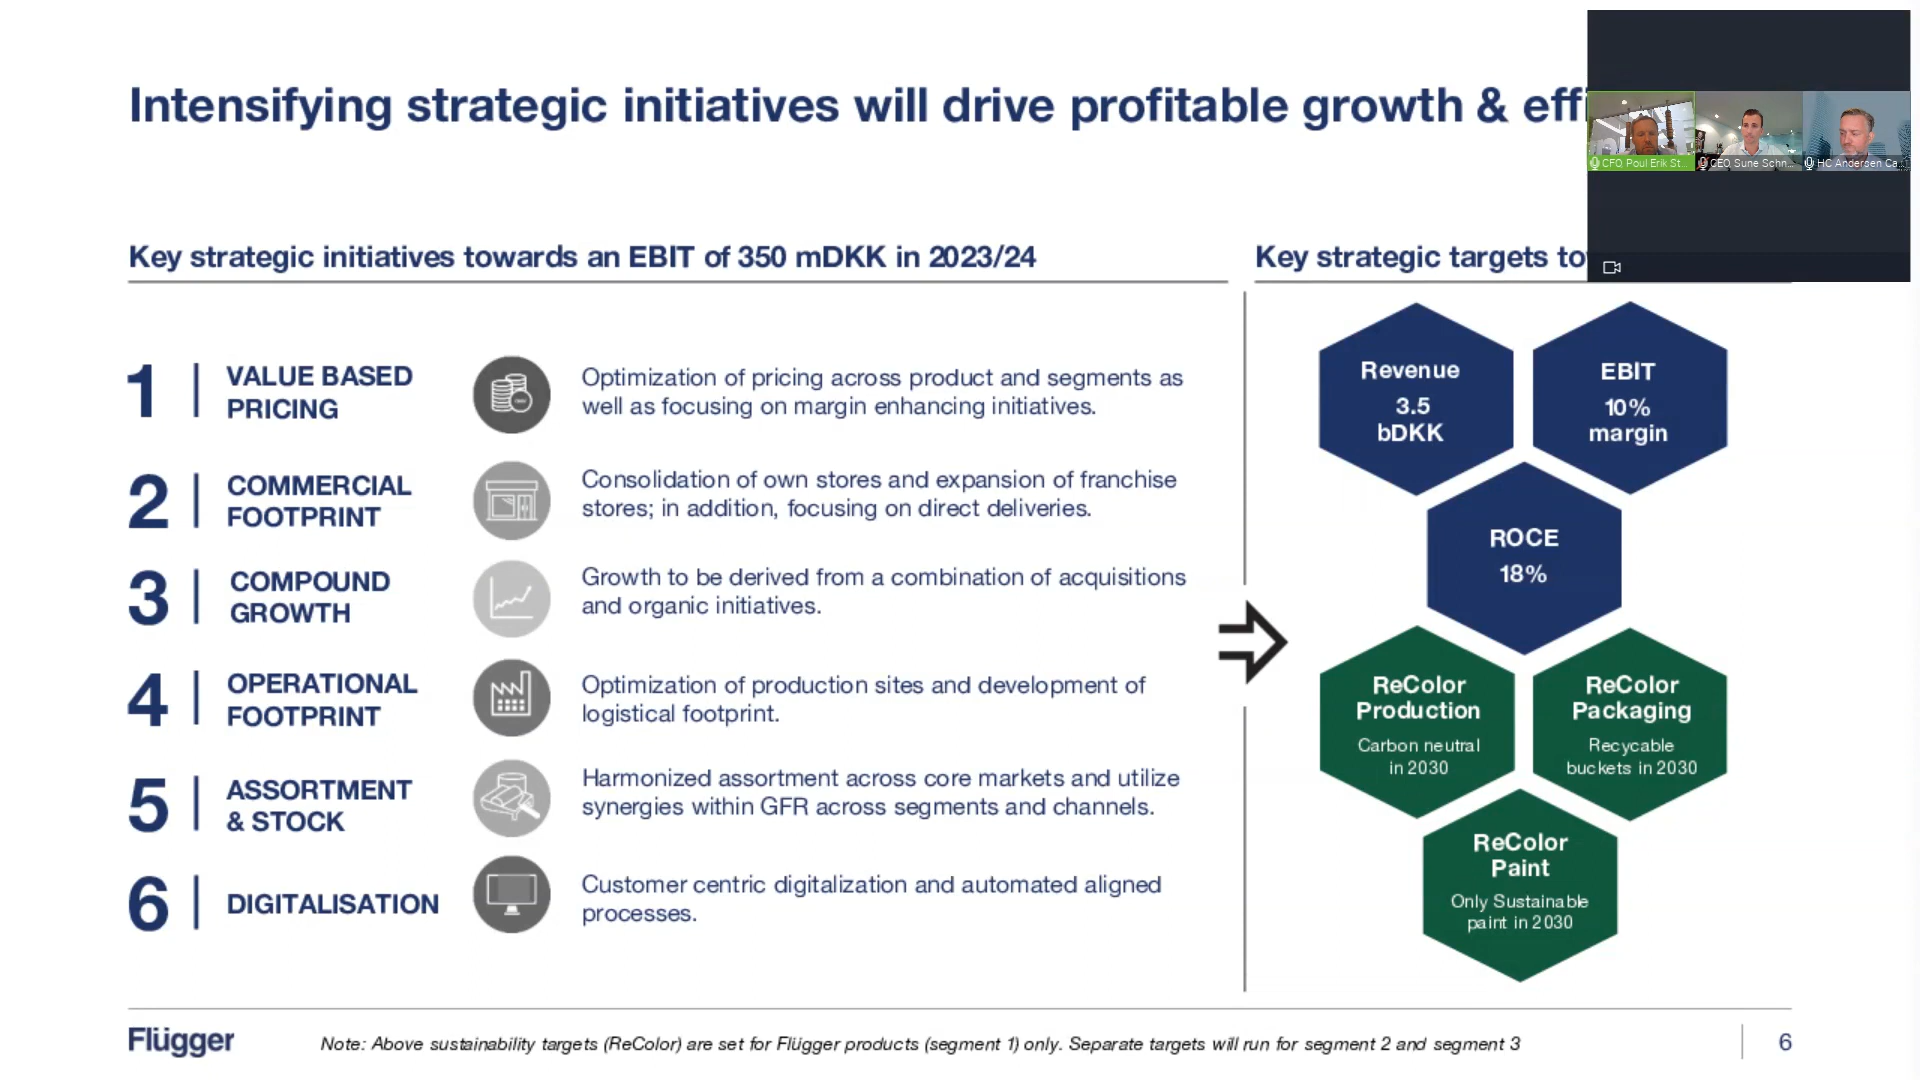 Intensifying strategic initiatives will drive profitable growth &
CFO, Poul Erik St...
CEO, Sune Schn...
HC Andersen Ca...
Key strategic initiatives towards an EBIT of 350 mDKK in 2023/24
Key strategic targets
1
VALUE BASED
PRICING
Optimization of pricing across product and segments as
well as focusing on margin enhancing initiatives.
2
COMMERCIAL
FOOTPRINT
Consolidation of own stores and expansion of franchise
stores; in addition, focusing on direct deliveries.
3
COMPOUND
GROWTH
Growth to be derived from a combination of acquisitions
and organic initiatives.
4
OPERATIONAL
FOOTPRINT
Optimization of production sites and development of
logistical footprint.
5
ASSORTMENT
& STOCK
Harmonized assortment across core markets and utilize
synergies within GFR across segments and channels.
6
DIGITALISATION
Customer centric digitalization and automated aligned
processes.
Revenue
3.5
bDKK
EBIT
10%
margin
ROCE
18%
ReColor
Production
Carbon neutral
in 2030
ReColor
Packaging
Recycable
buckets in 2030
ReColor
Paint
Only Sustainable
paint in 2030
Flügger
Note: Above sustainability targets (ReColor) are set for Flügger products (segment 1) only. Separate targets will run for segment 2 and segment 3
6